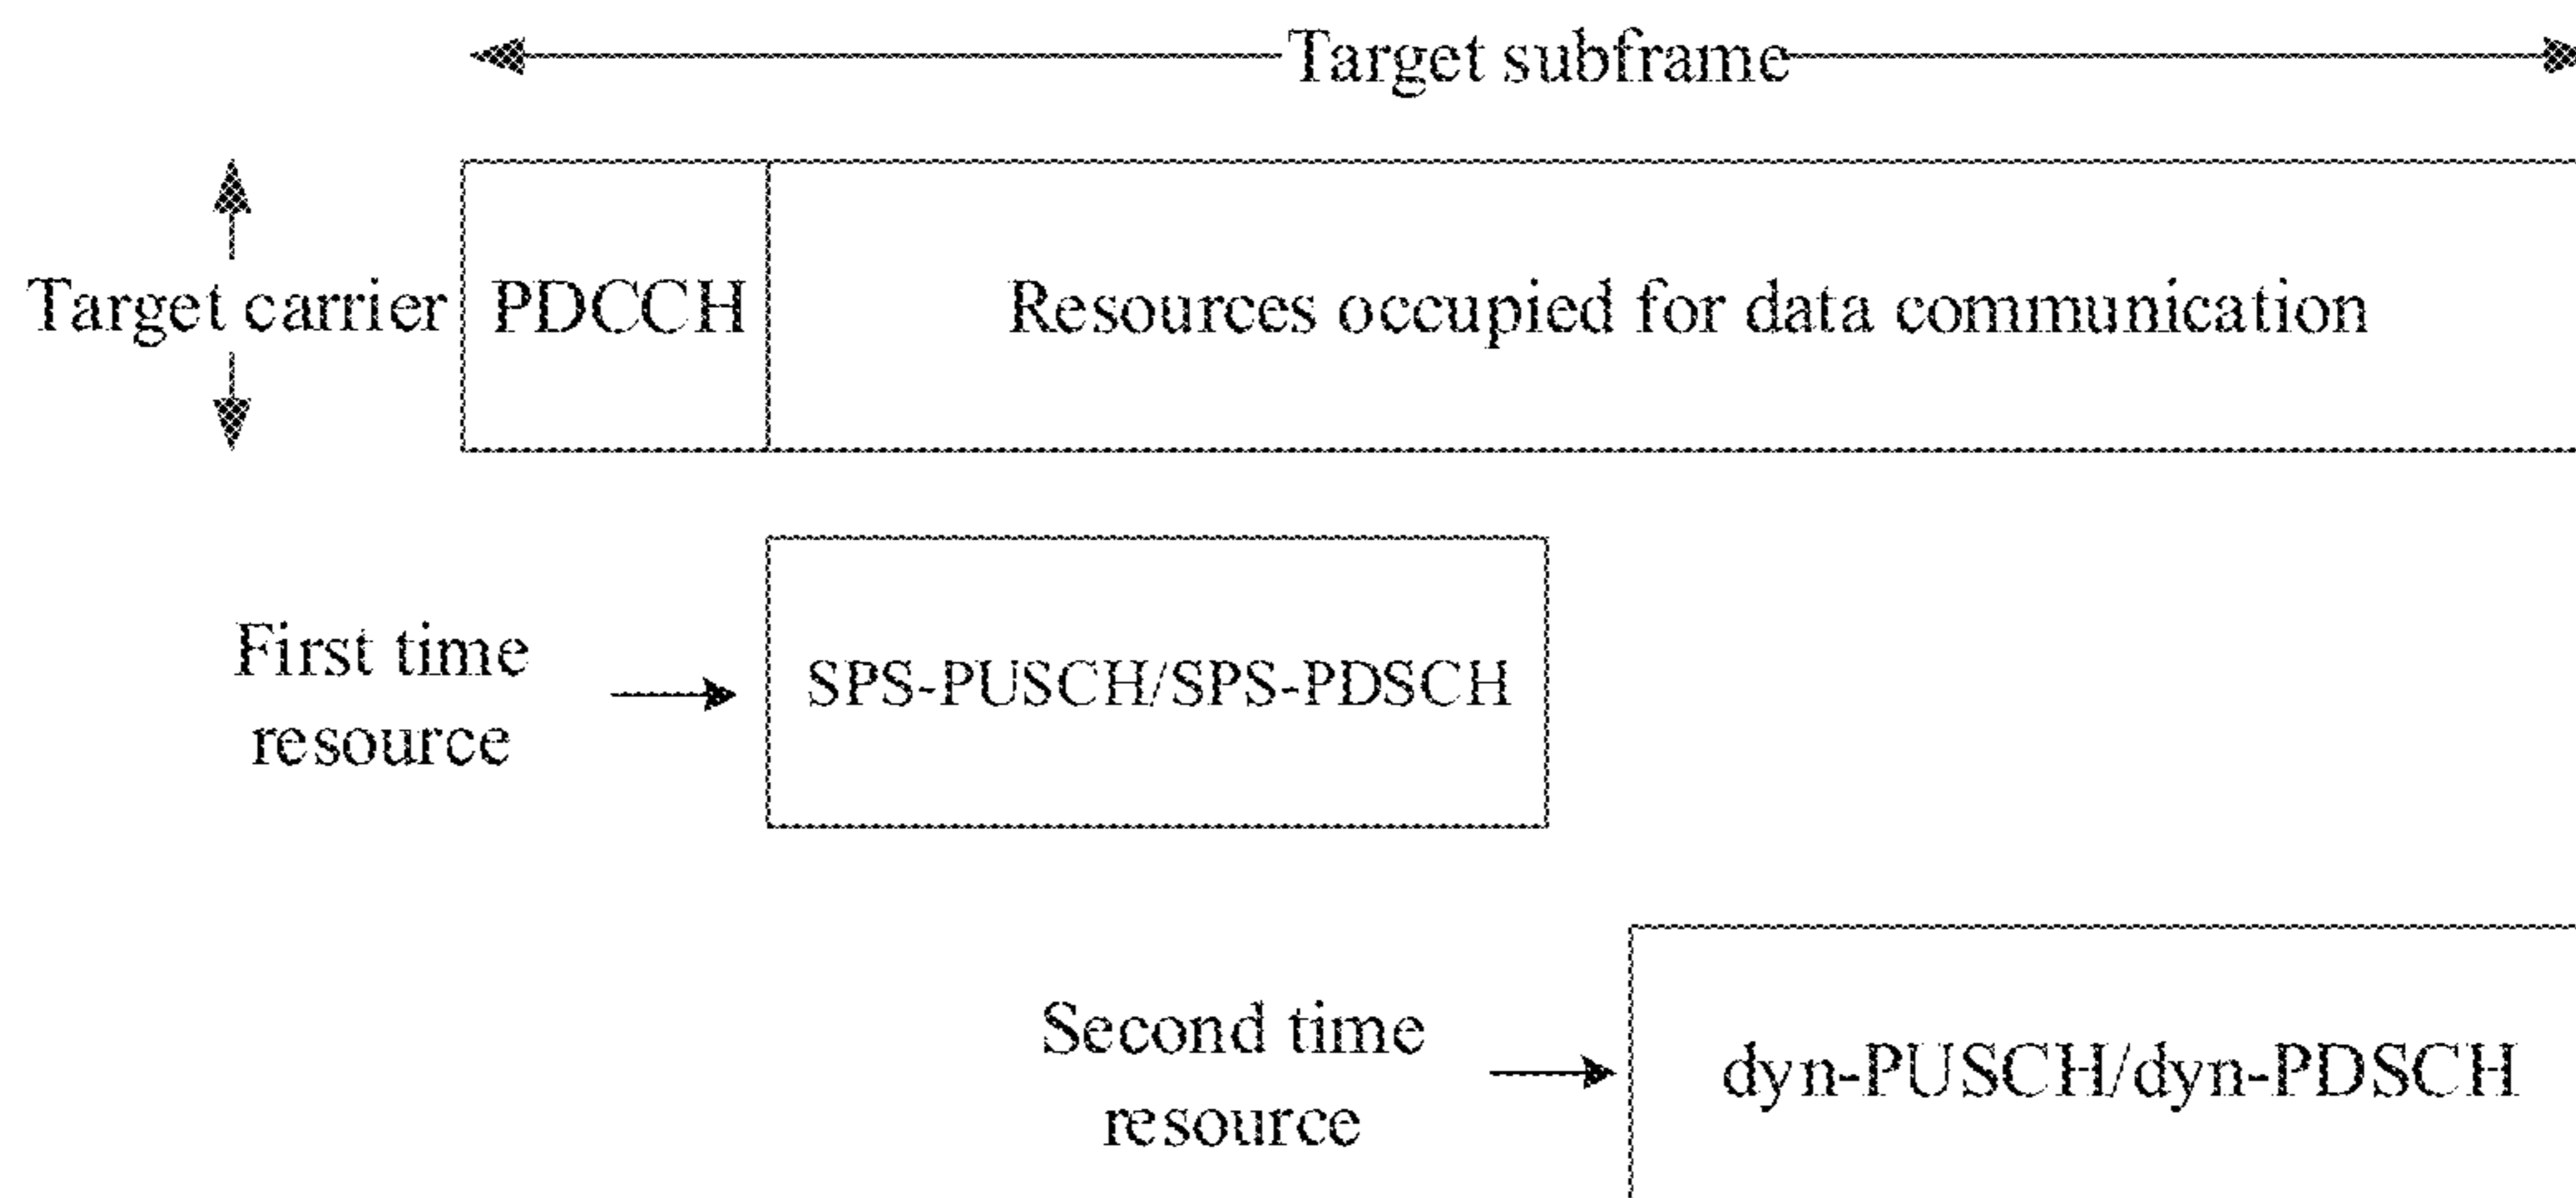 Target subframe
Target carrier
PDCCH
Resources occupied for data communication
First time
resource
SPS-PUSCH/SPS-PDSCH
Second time
resource
dyn-PUSCH/dyn-PDSCH